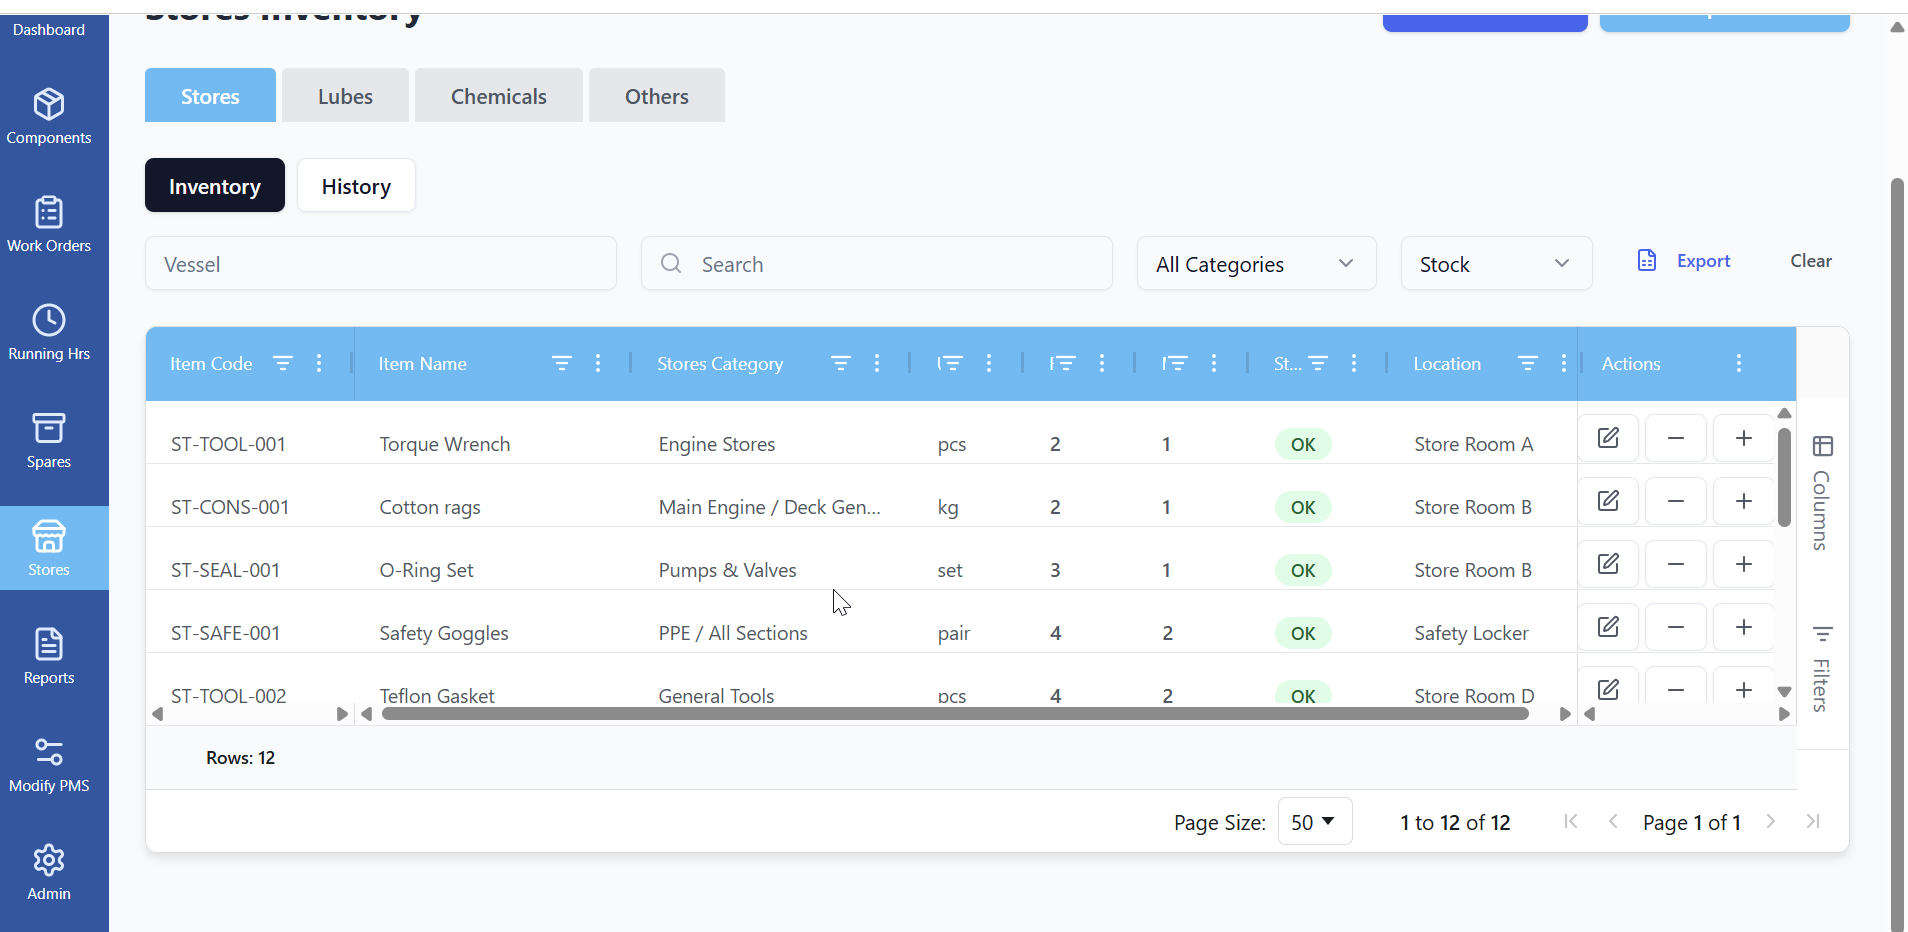 Stores Inventory
Dashboard
Components
Work Orders
Running Hrs
Spares
Stores
Reports
Modify PMS
Admin
Stores Lubes Chemicals Others
Inventory History
Vessel Search All Categories Stock Export Clear
Item Code Item Name Stores Category St... Location Actions
ST-TOOL-001 Torque Wrench Engine Stores pcs 2 1 OK Store Room A
ST-CONS-001 Cotton rags Main Engine / Deck Gen... kg 2 1 OK Store Room B
ST-SEAL-001 O-Ring Set Pumps & Valves set 3 1 OK Store Room B
ST-SAFE-001 Safety Goggles PPE / All Sections pair 4 2 OK Safety Locker
ST-TOOL-002 Teflon Gasket General Tools pcs 4 2 OK Store Room D
Columns
Filters
Rows: 12
Page Size: 50 1 to 12 of 12 Page 1 of 1